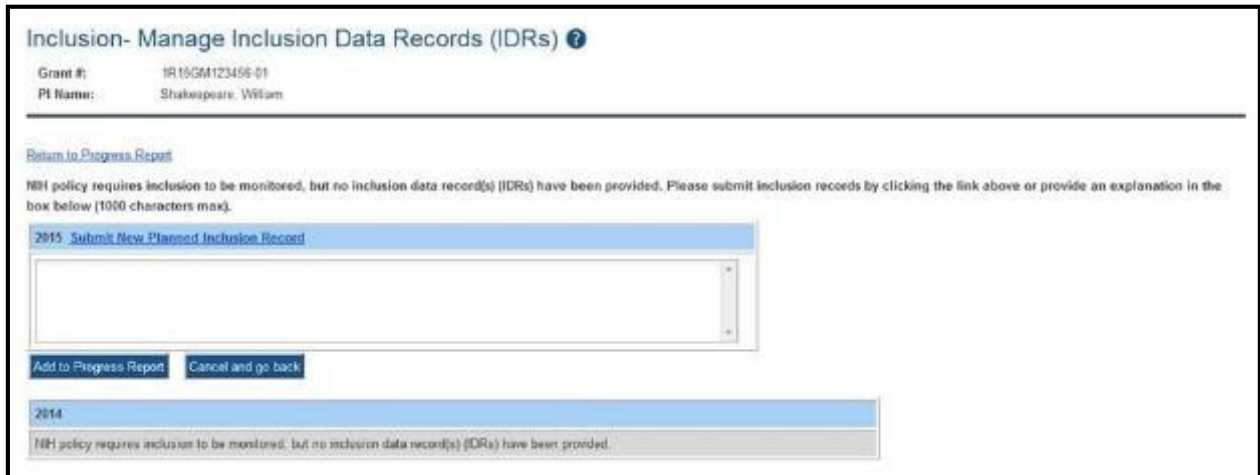 Inclusion- Manage Inclusion Data Records (IDRs) ?
Grant #: 1R15GM123456-01
PI Name: Shakespeare, William
Return to Progress Report
NIH policy requires inclusion to be monitored, but no inclusion data record(s) (IDRs) have been provided. Please submit inclusion records by clicking the link above or provide an explanation in the
box below (1000 characters max).
2015 Submit New Planned Inclusion Record
Add to Progress Report Cancel and go back
2014
NIH policy requires inclusion to be monitored, but no inclusion data record(s) (IDRs) have been provided.